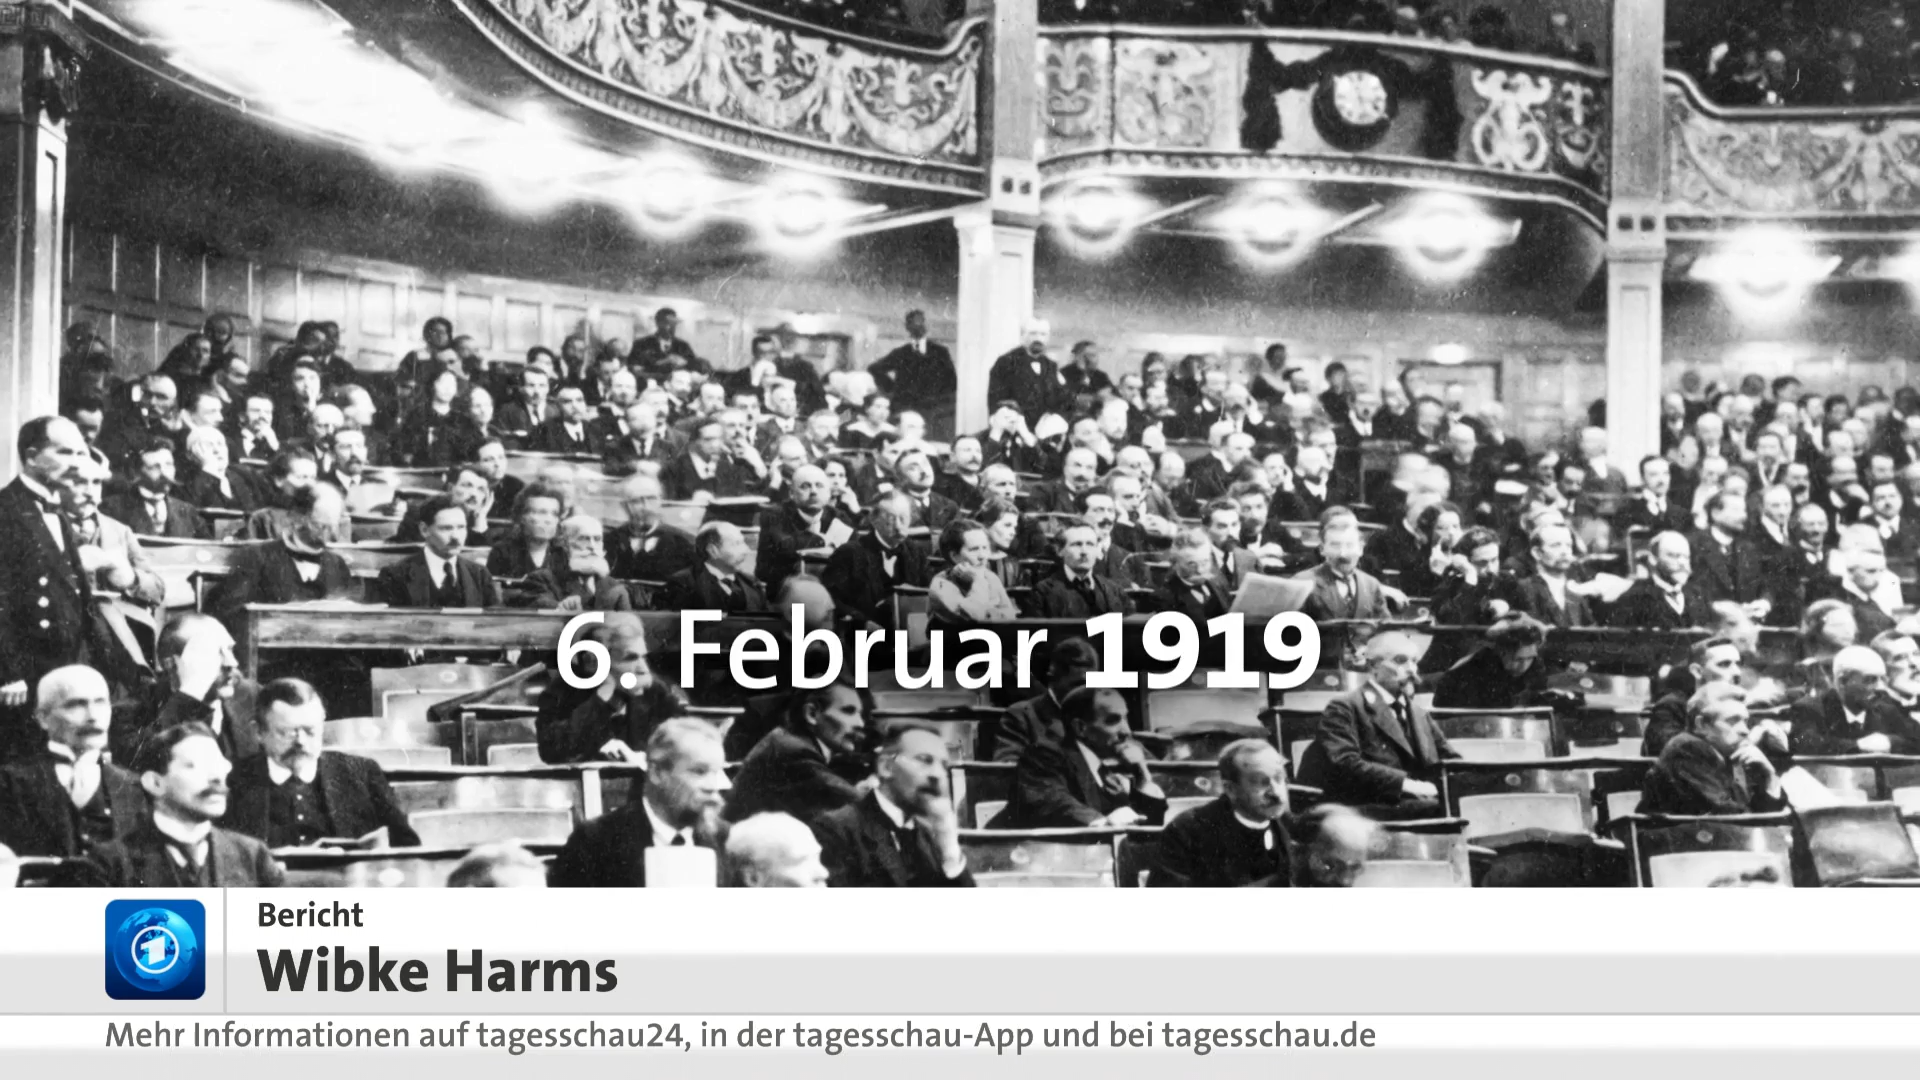 6. Februar 1919
Bericht
Wibke Harms
Mehr Informationen auf tagesschau24, in der tagesschau-App und bei tagesschau.de